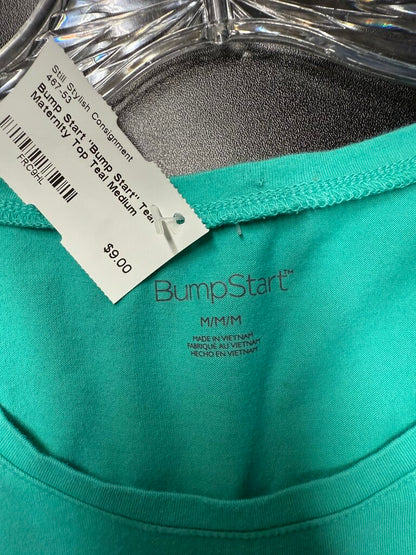 Still Stylish Consignment
467-53
Bump Start "Bump Start" Teal
Maternity Top Teal Medium
FRC9HL
$9.00
BumpStart™
M/M/M
MADE IN VIETNAM
FABRIQUÉ AU VIETNAM
HECHO EN VIETNAM